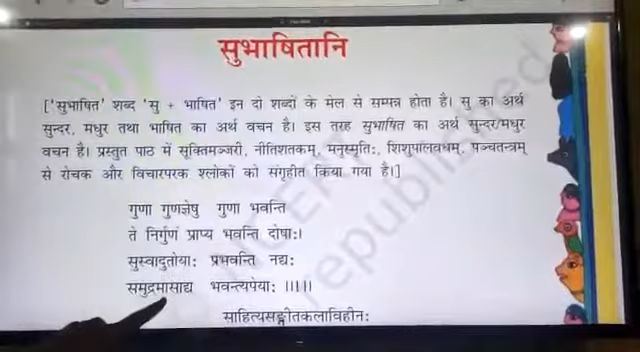 सुभाषितानि
['सुभाषित' शब्द 'सु + भाषित' इन दो शब्दों के मेल से सम्पन्न होता है। सु का अर्थ
सुन्दर, मधुर तथा भाषित का अर्थ वचन है। इस तरह सुभाषित का अर्थ सुन्दर/मधुर
वचन है। प्रस्तुत पाठ में सूक्तिमञ्जरी, नीतिशतकम्, मनुस्मृतिः, शिशुपालवधम्, पञ्चतन्त्रम्
से रोचक और विचारपरक श्लोकों को संगृहीत किया गया है।]
गुणा गुणज्ञेषु गुणा भवन्ति
ते निर्गुणं प्राप्य भवन्ति दोषाः।
सुस्वादुतोयाः प्रभवन्ति नद्यः
समुद्रमासाद्य भवन्त्यपेयाः ।।1।।
साहित्यसङ्गीतकलाविहीनः
republished